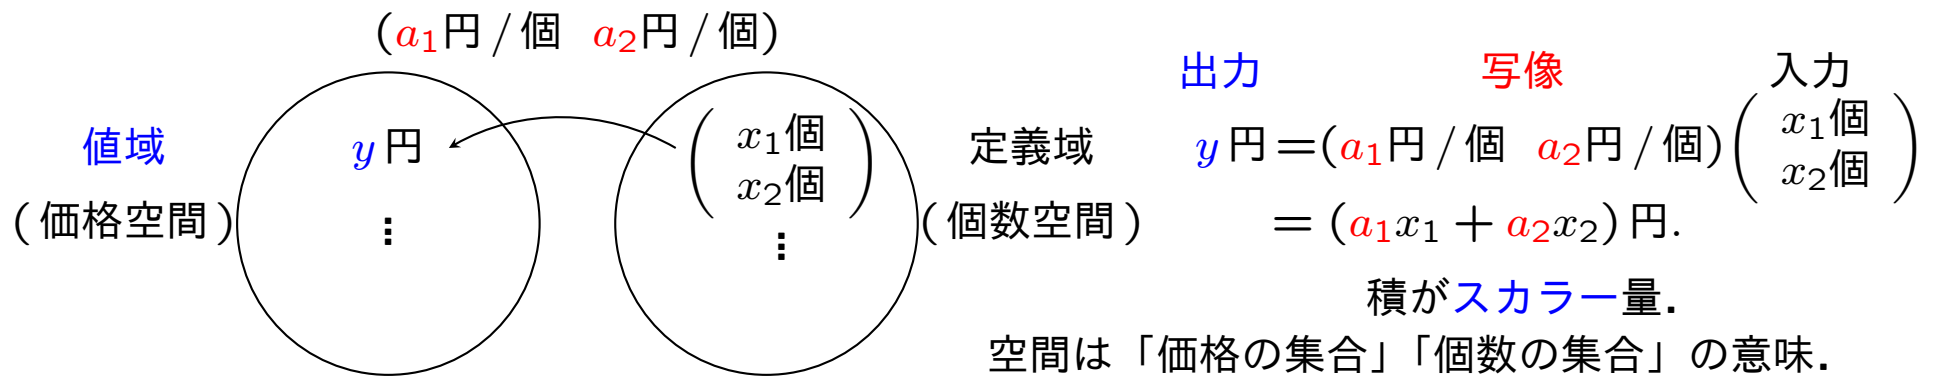 (a₁円/個 a₂円/個)
値域
(価格空間)
y円
⋮
x₁個
x₂個
⋮
定義域
(個数空間)
出力 写像 入力
y円=(a₁円/個 a₂円/個)(x₁個
x₂個)
=(a₁x₁+a₂x₂)円.
積がスカラー量.
空間は「価格の集合」「個数の集合」の意味.